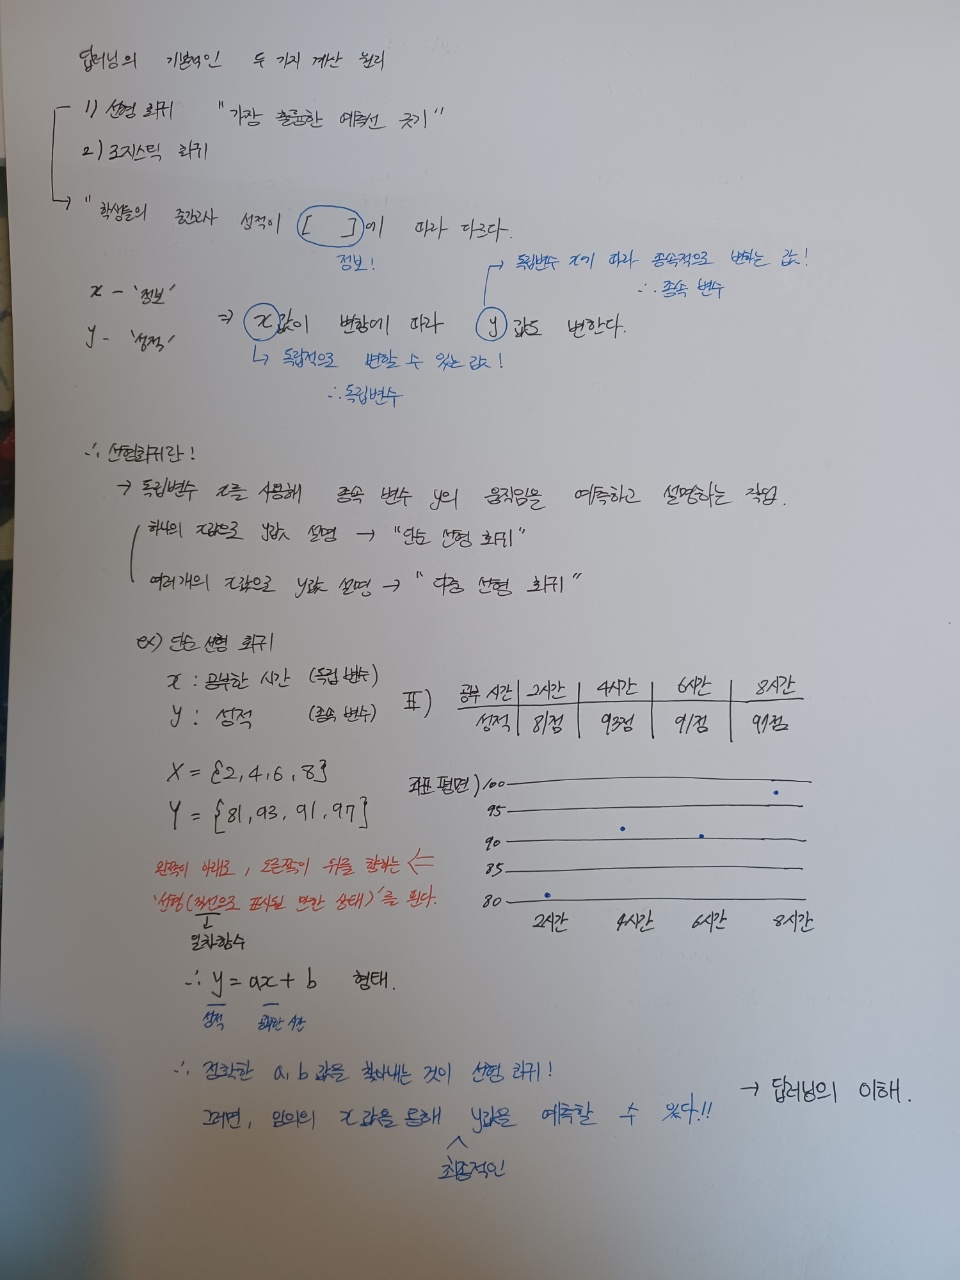 딥러닝의 기본적인 두 가지 계산 원리
1) 선형 회귀 "가장 훌륭한 예측선 긋기"
2) 로지스틱 회귀
"학생들의 중간고사 성적이 [ ]에 따라 다르다.
정보!
독립변수 x에 따라 종속적으로 변하는 값!
∴ 종속 변수
x - '정보'
y - '성적'
⇒ x값이 변함에 따라 y값도 변한다.
↳ 독립적으로 변할 수 있는 값!
∴ 독립변수
∴ 선형회귀란!
→ 독립변수 x를 사용해 종속 변수 y의 움직임을 예측하고 설명하는 작업.
하나의 x값으로 y값 설명 → "단순 선형 회귀"
여러개의 x값으로 y값 설명 → "다중 선형 회귀"
ex) 단순 선형 회귀
x : 공부한 시간 (독립 변수)
y : 성적 (종속 변수)
표)
공부 시간 2시간 4시간 6시간 8시간
성적 81점 93점 91점 97점
X = {2, 4, 6, 8}
Y = {81, 93, 91, 97}
좌표 평면) 100
95
90
85
80
2시간 4시간 6시간 8시간
왼쪽이 아래로, 오른쪽이 위를 향하는 ⇐
'선형(직선으로 표시될 만한 상태)'를 띈다.
일차함수
∴ y = ax + b 형태.
성적 공부한 시간
∴ 정확한 a, b 값을 찾아내는 것이 선형 회귀!
그러면, 임의의 x 값을 통해 y값을 예측할 수 있다!!
최종적인
→ 딥러닝의 이해.